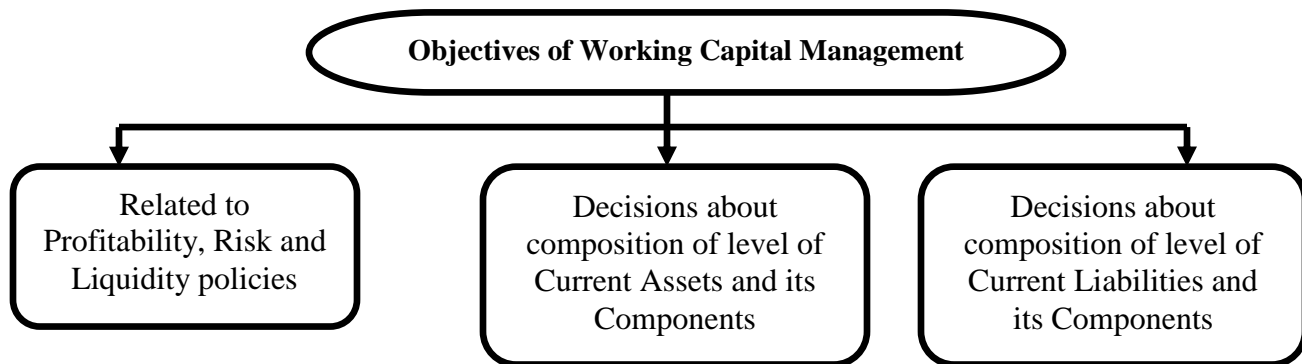 Objectives of Working Capital Management
Related to
Profitability, Risk and
Liquidity policies
Decisions about
composition of level of
Current Assets and its
Components
Decisions about
composition of level of
Current Liabilities and
its Components